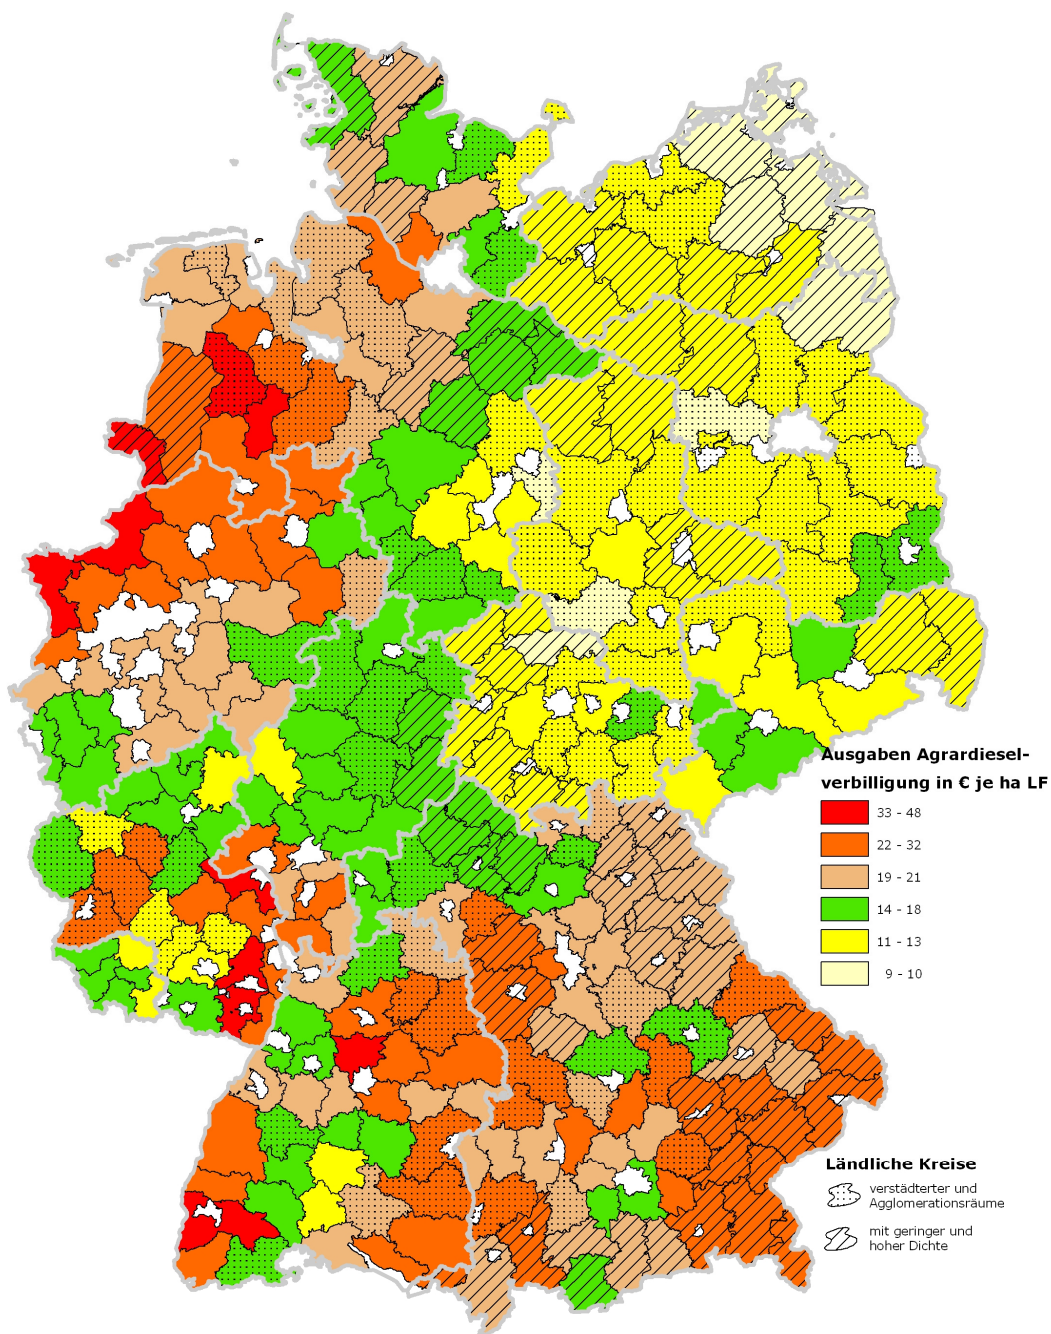 Ausgaben Agrardiesel-
verbilligung in € je ha LF
33 - 48
22 - 32
19 - 21
14 - 18
11 - 13
9 - 10
Ländliche Kreise
verstädterter und
Agglomerationsräume
mit geringer und
hoher Dichte